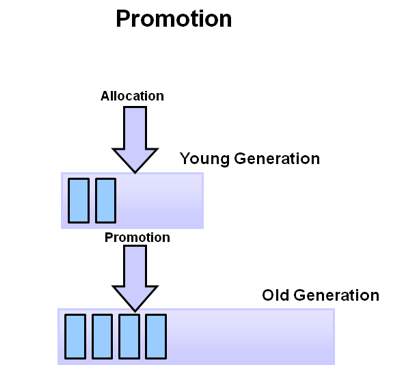 Promotion
Allocation
Young Generation
Promotion
Old Generation